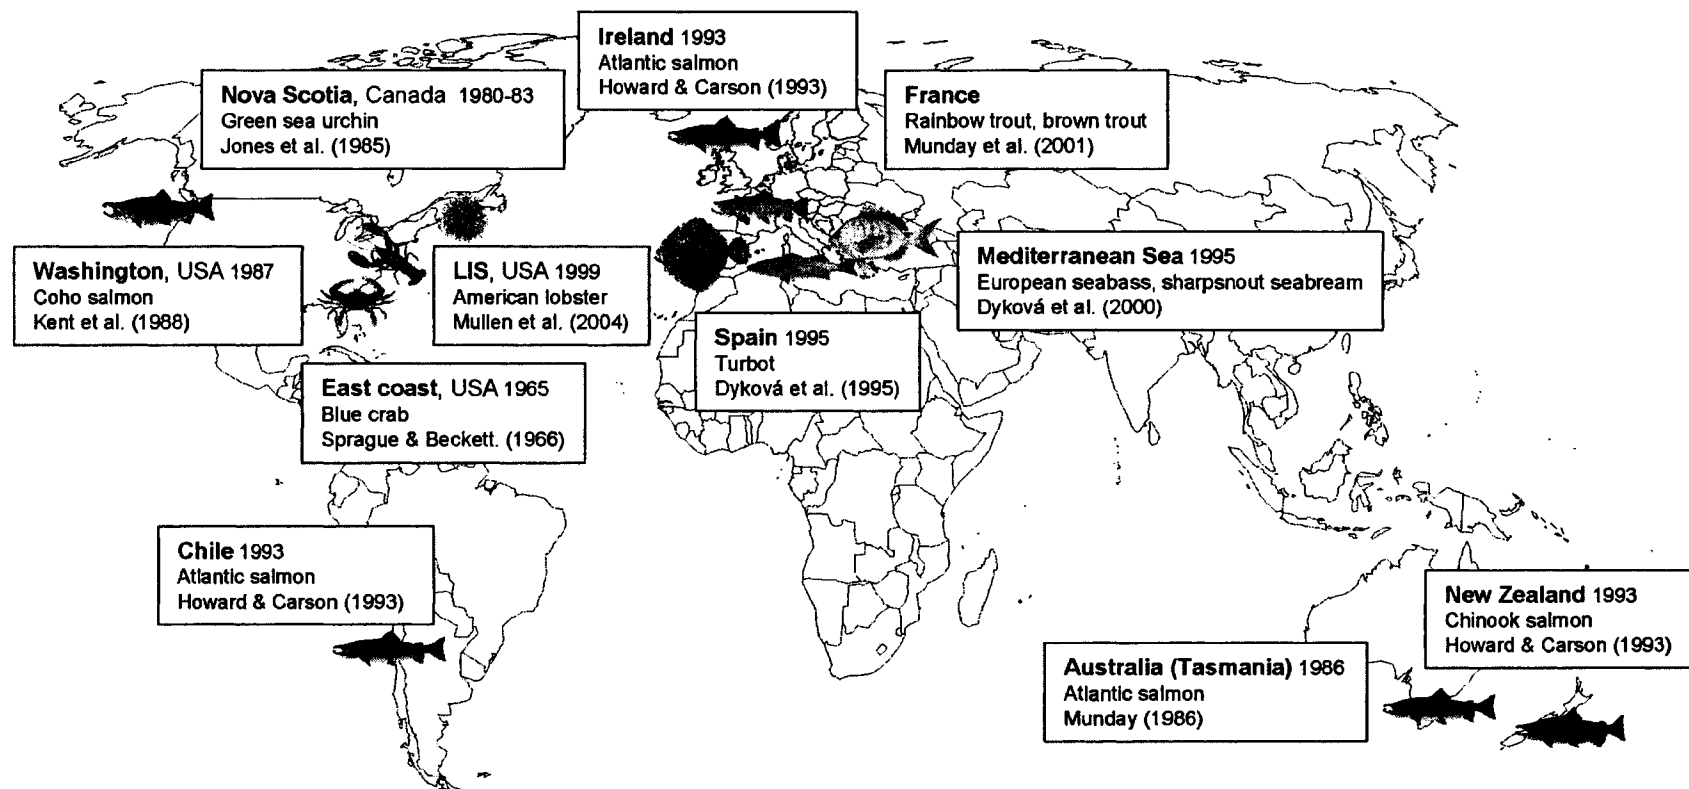 Ireland 1993
Atlantic salmon
Howard & Carson (1993)
Nova Scotia, Canada 1980-83
Green sea urchin
Jones et al. (1985)
France
Rainbow trout, brown trout
Munday et al. (2001)
Washington, USA 1987
Coho salmon
Kent et al. (1988)
LIS, USA 1999
American lobster
Mullen et al. (2004)
Mediterranean Sea 1995
European seabass, sharpsnout seabream
Dyková et al. (2000)
Spain 1995
Turbot
Dyková et al. (1995)
East coast, USA 1965
Blue crab
Sprague & Beckett. (1966)
Chile 1993
Atlantic salmon
Howard & Carson (1993)
New Zealand 1993
Chinook salmon
Howard & Carson (1993)
Australia (Tasmania) 1986
Atlantic salmon
Munday (1986)